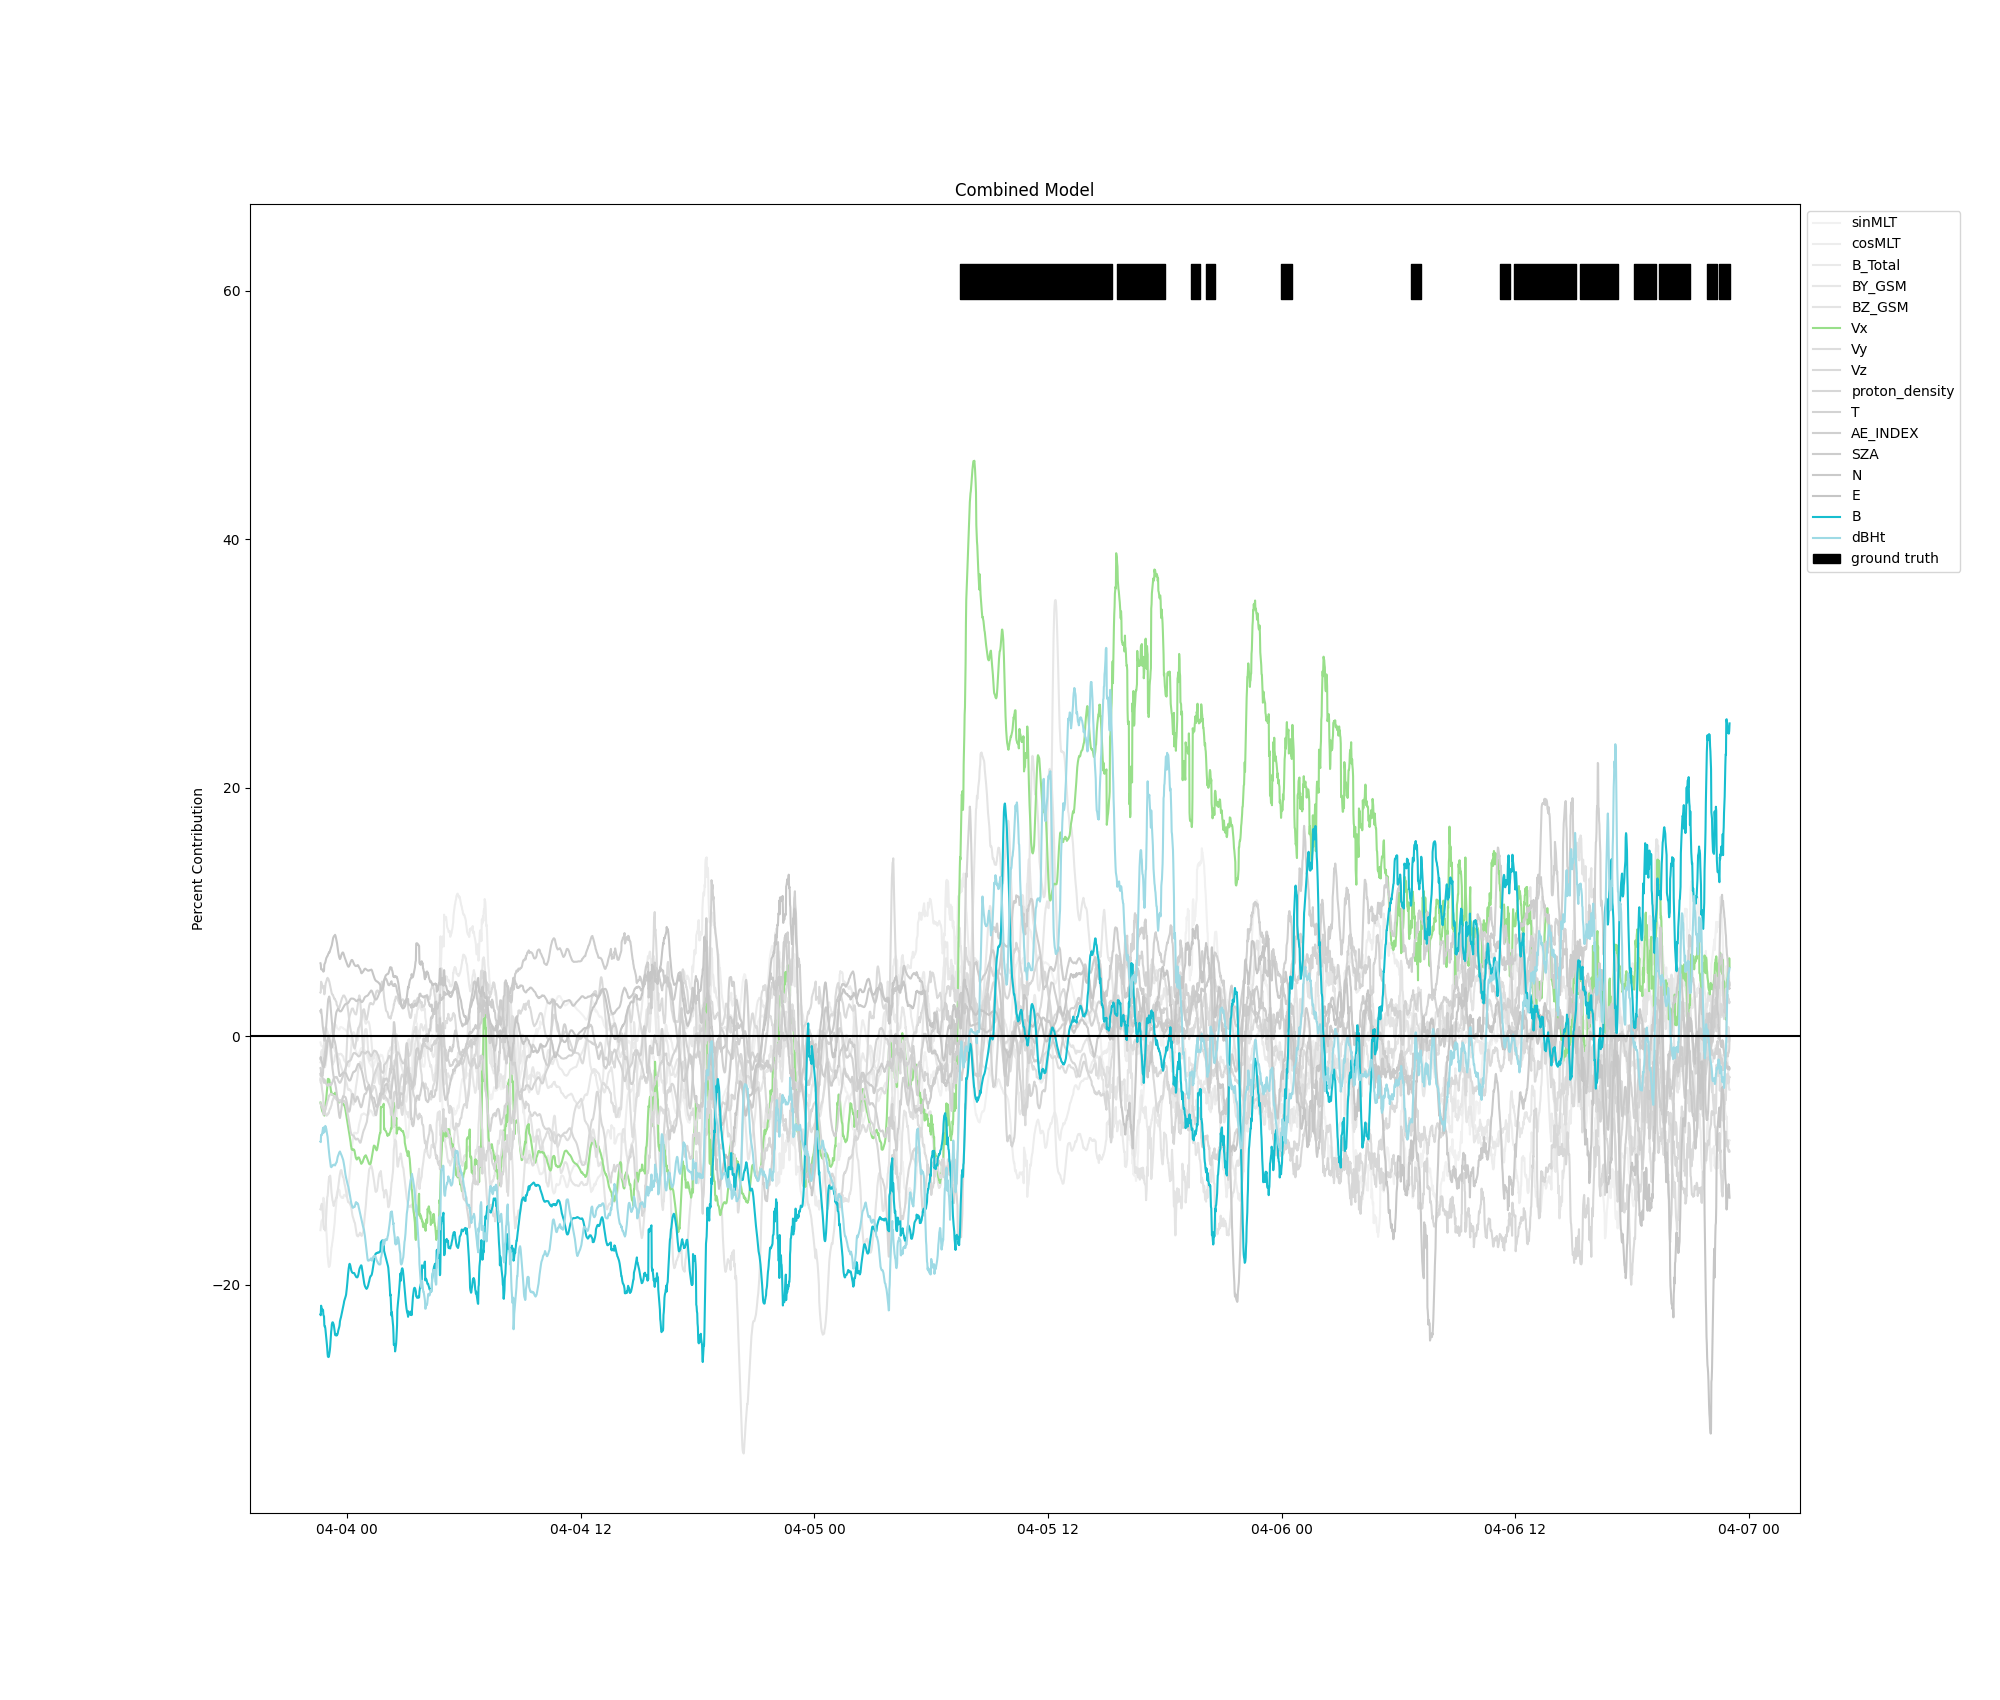 Combined Model
60
40
20
0
−20
Percent Contribution
04-04 00
04-04 12
04-05 00
04-05 12
04-06 00
04-06 12
04-07 00
sinMLT
cosMLT
B_Total
BY_GSM
BZ_GSM
Vx
Vy
Vz
proton_density
T
AE_INDEX
SZA
N
E
B
dBHt
ground truth